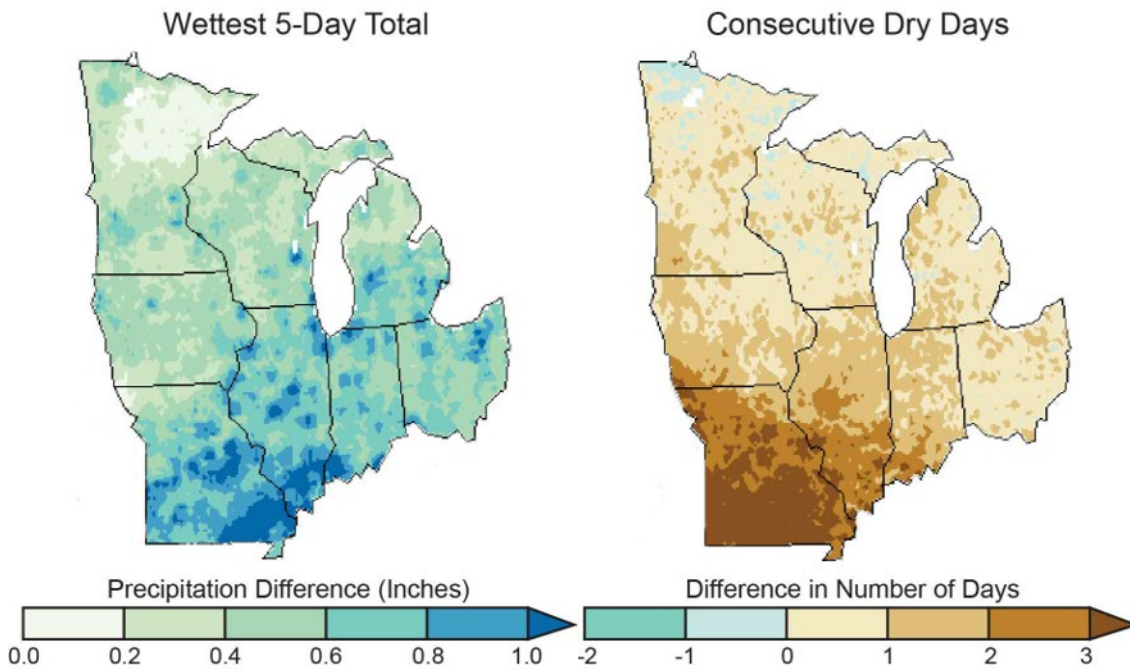 Wettest 5-Day Total
Consecutive Dry Days
Precipitation Difference (Inches)
0.0 0.2 0.4 0.6 0.8 1.0
Difference in Number of Days
-2 -1 0 1 2 3